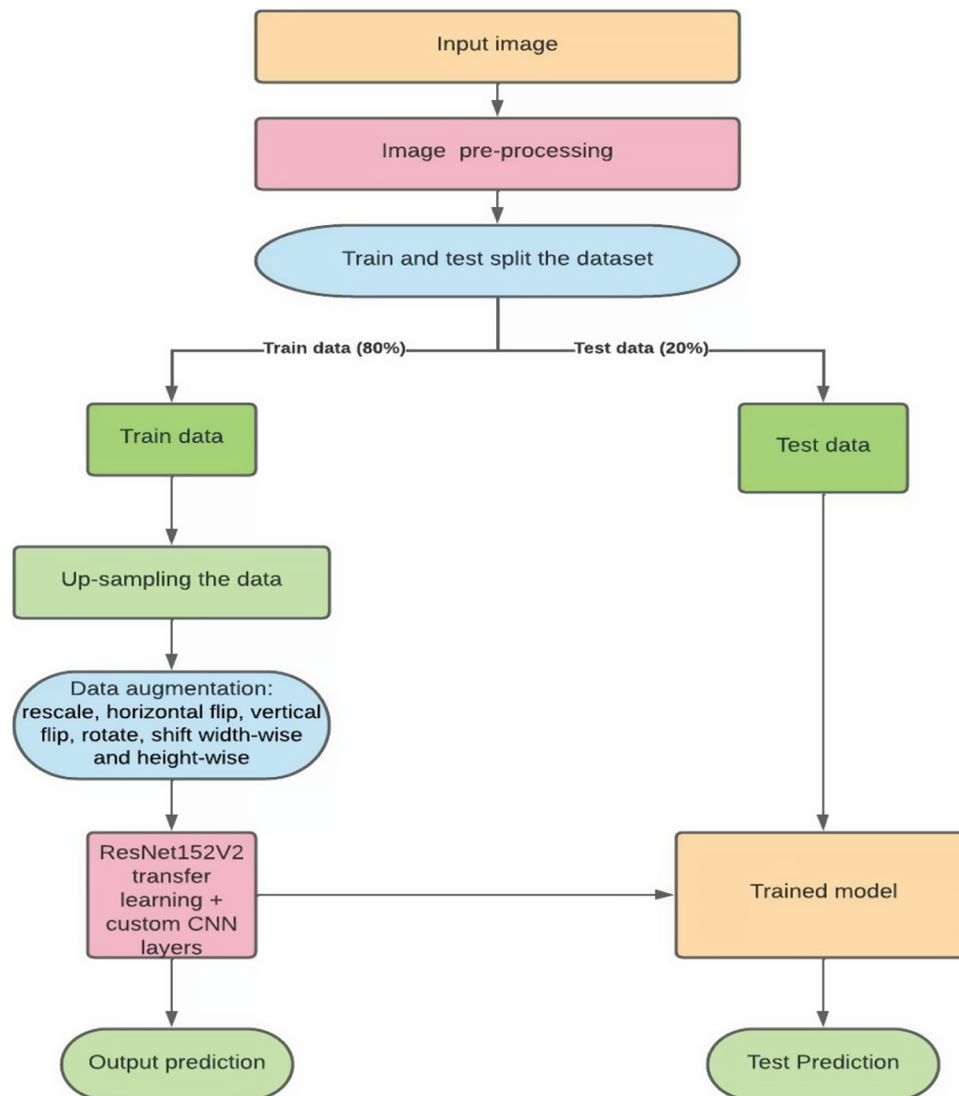 Input image
Image pre-processing
Train and test split the dataset
Train data (80%)
Test data (20%)
Train data
Test data
Up-sampling the data
Data augmentation:
rescale, horizontal flip, vertical
flip, rotate, shift width-wise
and height-wise
ResNet152V2
transfer
learning +
custom CNN
layers
Trained model
Output prediction
Test Prediction